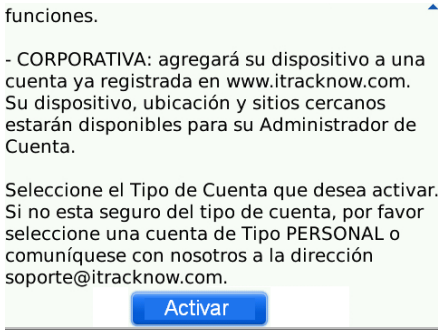 funciones.
- CORPORATIVA: agregará su dispositivo a una
cuenta ya registrada en www.itracknow.com.
Su dispositivo, ubicación y sitios cercanos
estarán disponibles para su Administrador de
Cuenta.
Seleccione el Tipo de Cuenta que desea activar.
Si no esta seguro del tipo de cuenta, por favor
seleccione una cuenta de Tipo PERSONAL o
comuníquese con nosotros a la dirección
soporte@itracknow.com.
Activar